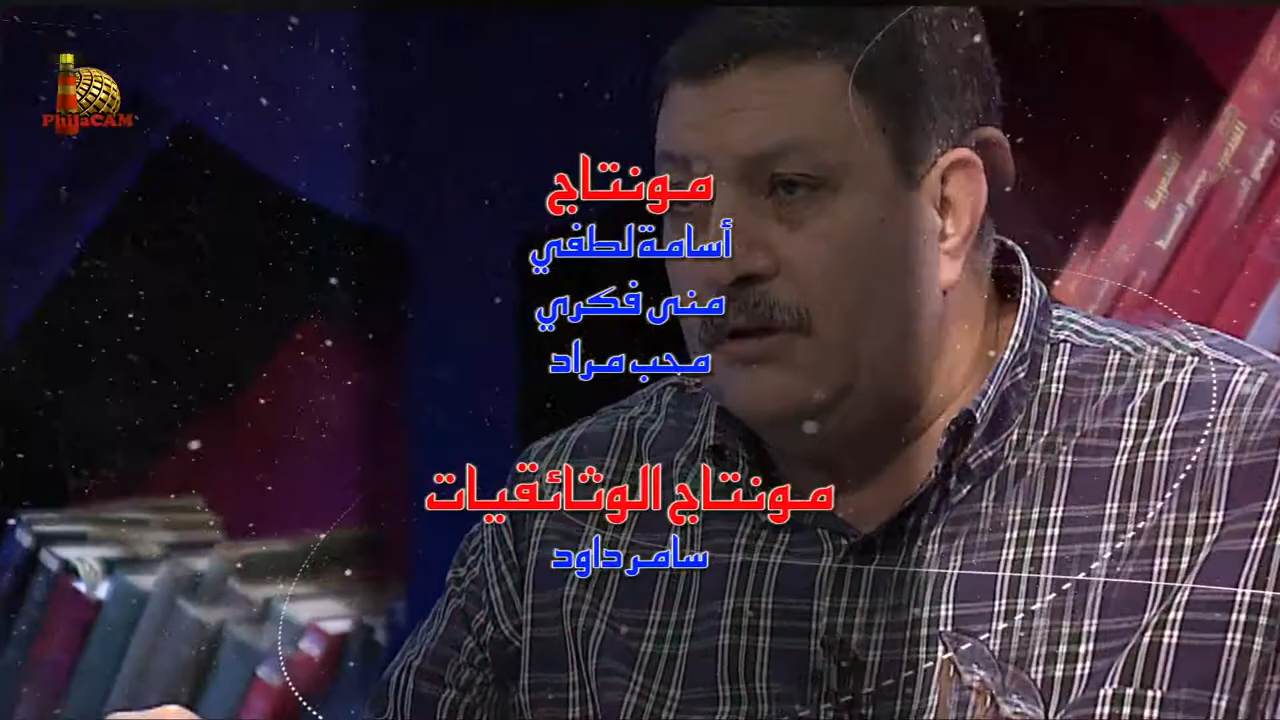 PhilaCAM
مونتاج
أسامة لطفي
منى فكري
محب مراد
مونتاج الوثائقيات
سامر داود